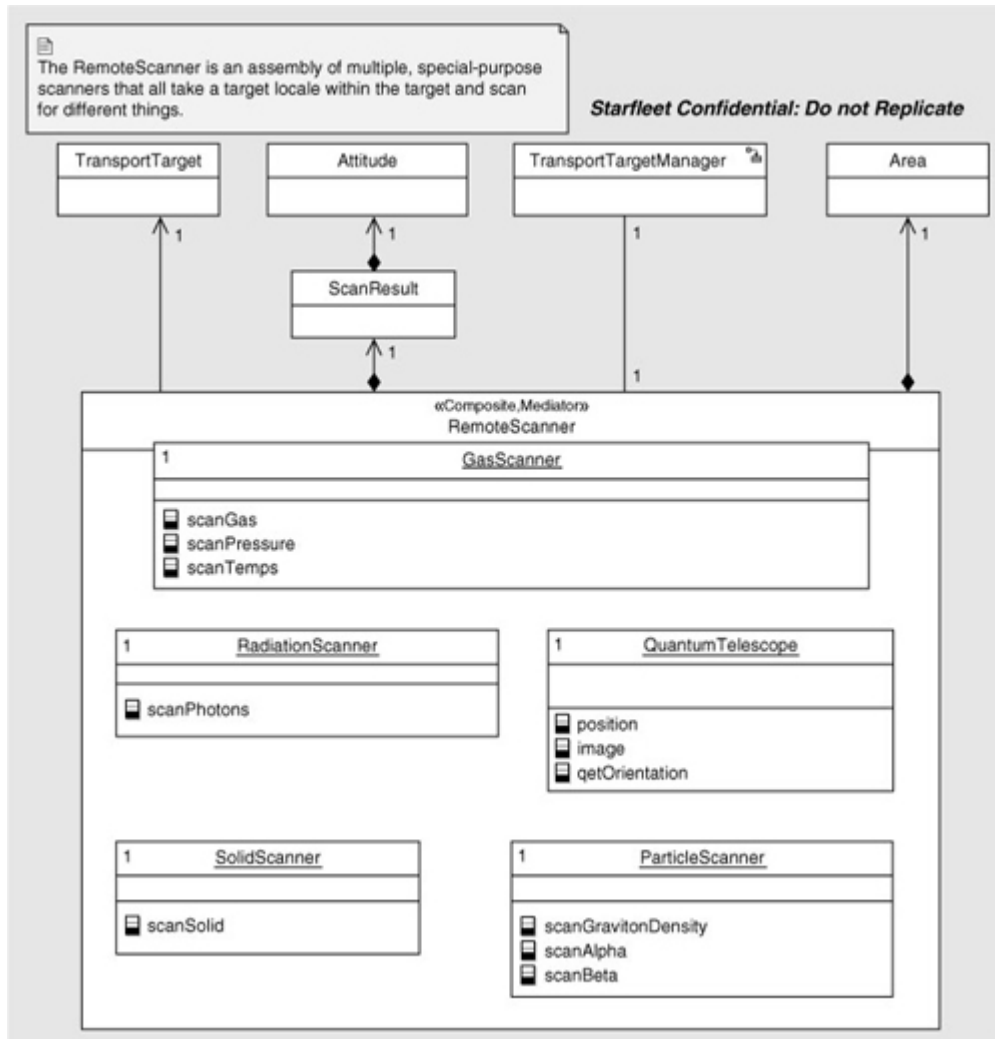 The RemoteScanner is an assembly of multiple, special-purpose
scanners that all take a target locale within the target and scan
for different things.
Starfleet Confidential: Do not Replicate
TransportTarget
Attitude
TransportTargetManager
Area
1
1
1
1
ScanResult
1
1
«Composite,Mediator»
RemoteScanner
1 GasScanner
scanGas
scanPressure
scanTemps
1 RadiationScanner
scanPhotons
1 QuantumTelescope
position
image
qetOrientation
1 SolidScanner
scanSolid
1 ParticleScanner
scanGravitonDensity
scanAlpha
scanBeta